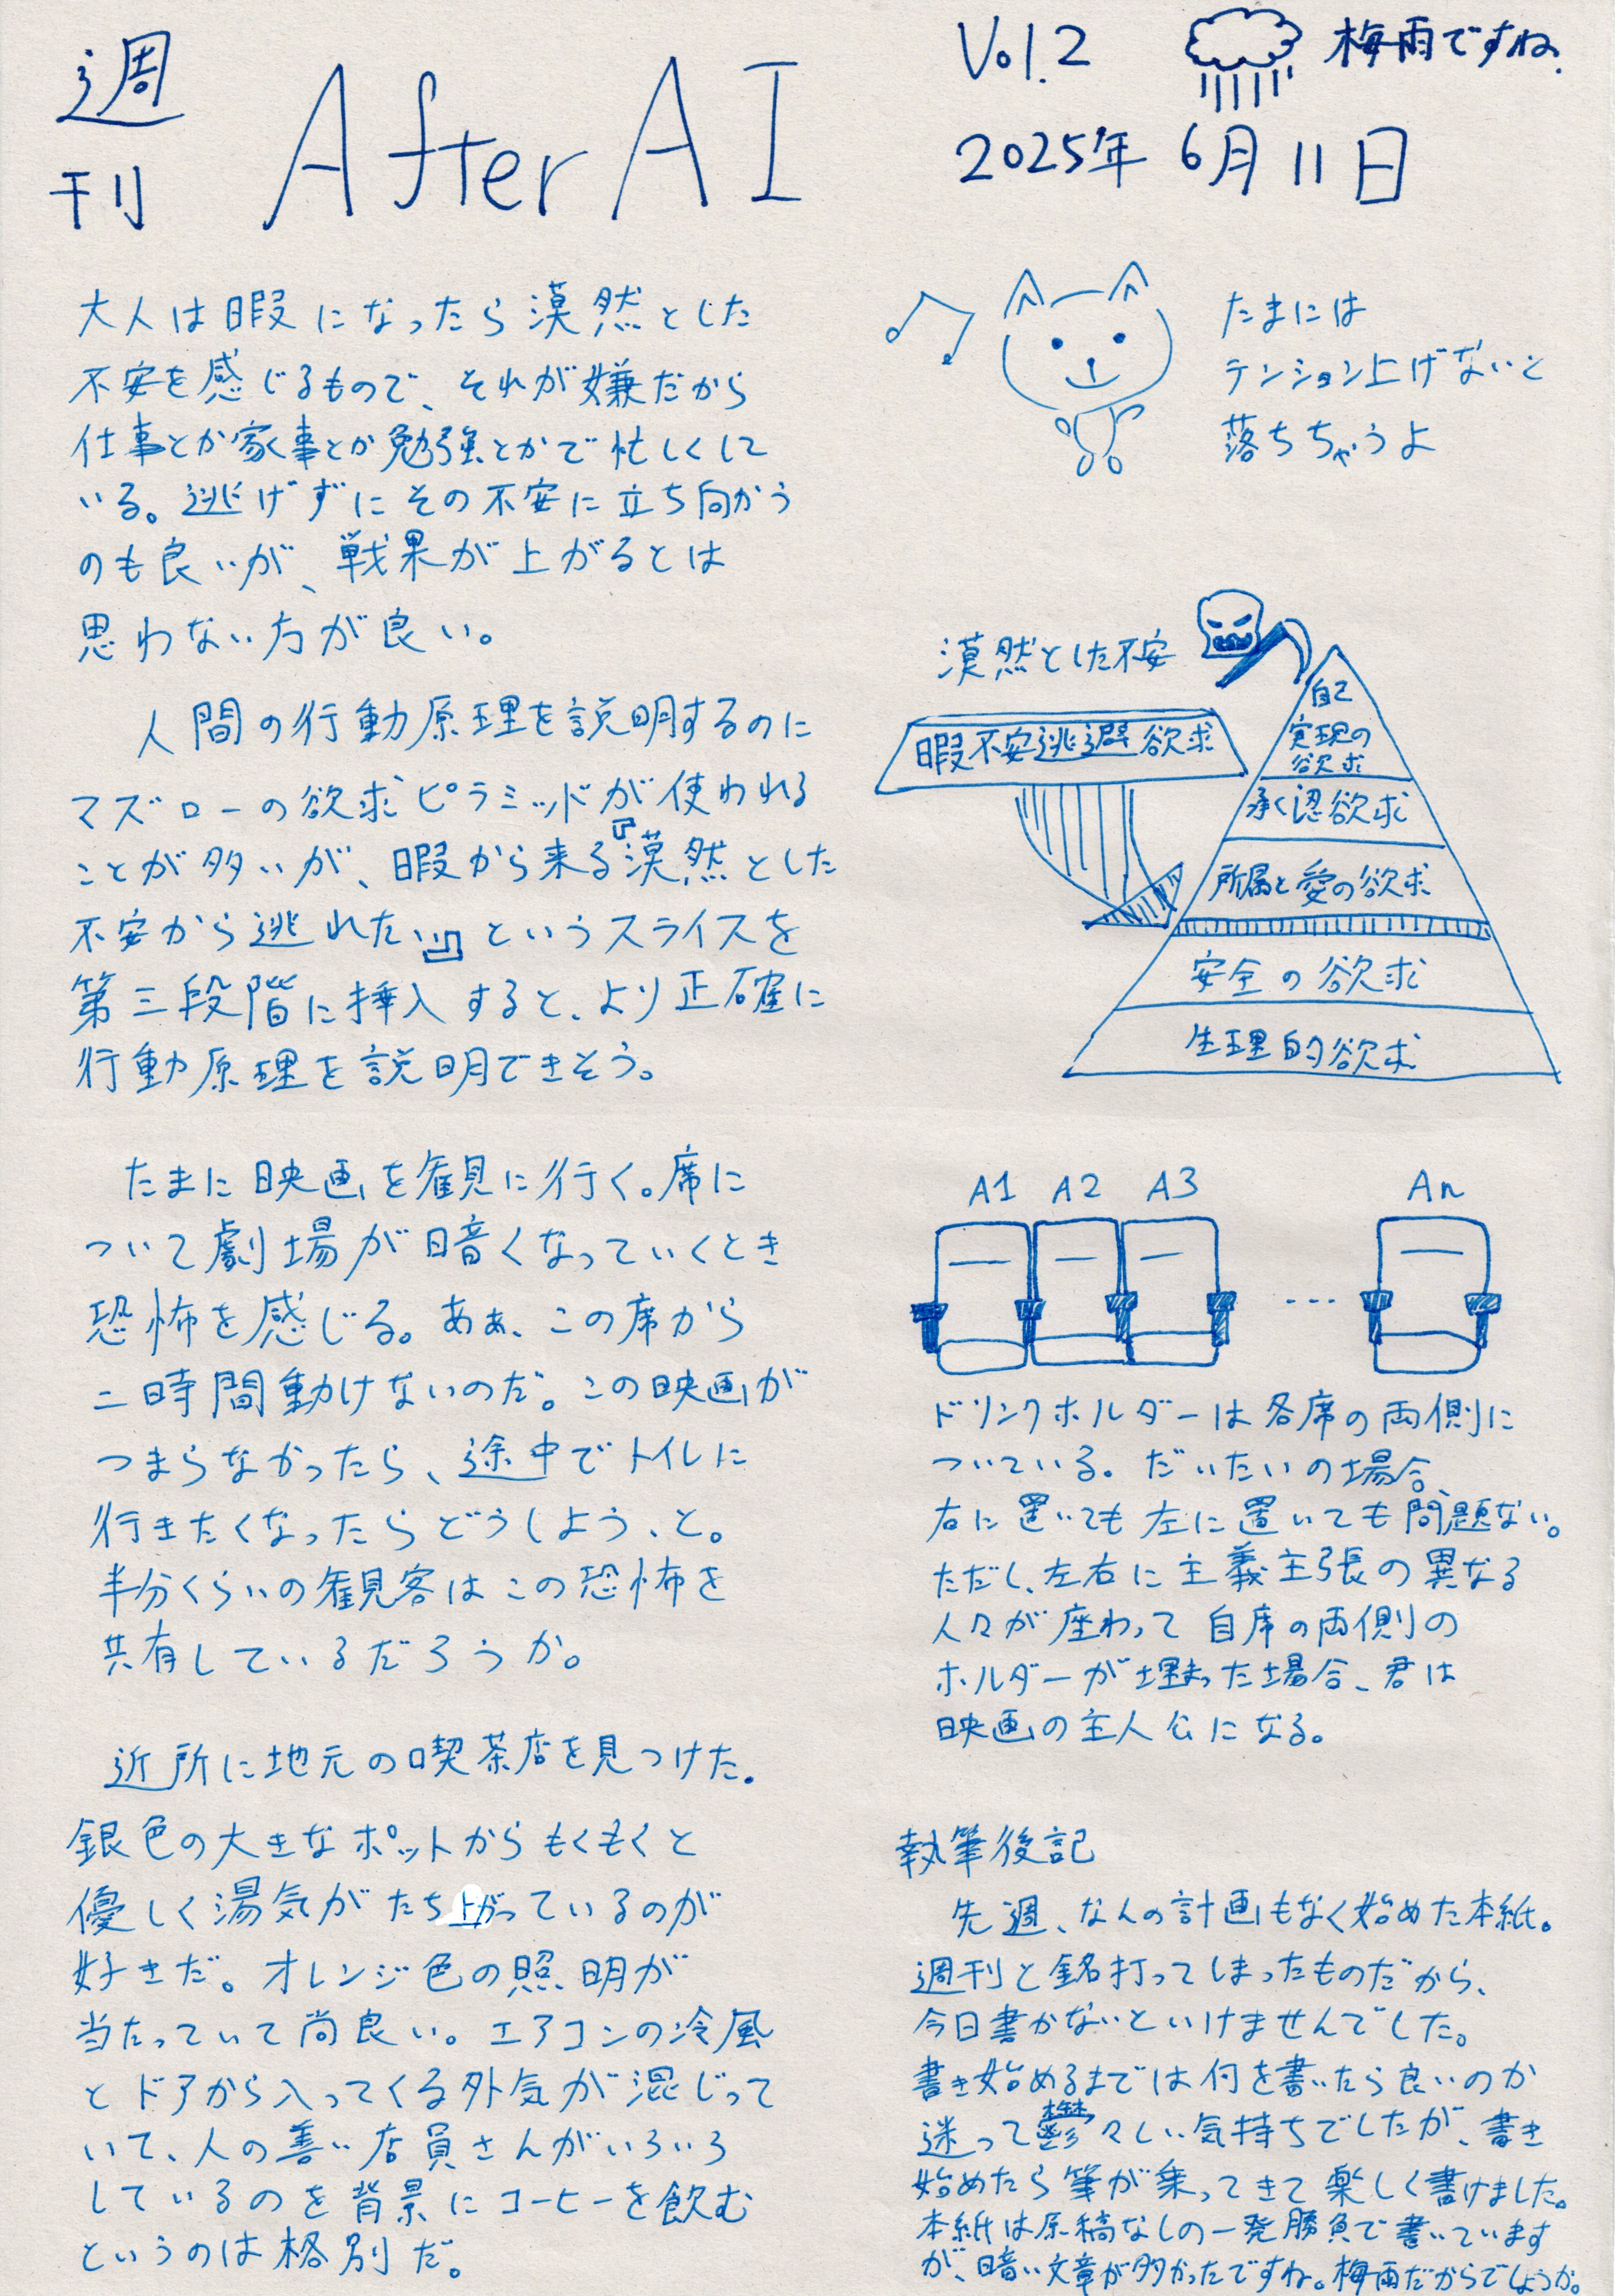 週刊 After AI
Vol.2 梅雨ですね.
2025年 6月11日
大人は暇になったら漠然とした
不安を感じるもので、それが嫌だから
仕事とか家事とか勉強とかで忙しくして
いる。逃げずにその不安に立ち向かう
のも良いが、戦果が上がるとは
思わない方が良い。
たまには
テンション上げないと
落ちちゃうよ
人間の行動原理を説明するのに
マズローの欲求ピラミッドが使われる
ことが多いが、暇から来る『漠然とした
不安から逃れたい』というスライスを
第三段階に挿入すると、より正確に
行動原理を説明できそう。
漠然とした不安
暇不安逃避欲求
自己
実現の
欲求
承認欲求
所属と愛の欲求
安全の欲求
生理的欲求
たまに映画を観に行く。席に
ついて劇場が暗くなっていくとき
恐怖を感じる。あぁ、この席から
二時間動けないのだ。この映画が
つまらなかったら、途中でトイレに
行きたくなったらどうしよう、と。
半分くらいの観客はこの恐怖を
共有しているだろうか。
A1 A2 A3 An
...
ドリンクホルダーは各席の両側に
ついている。だいたいの場合、
右に置いても左に置いても問題ない。
ただし、左右に主義主張の異なる
人々が座わって自席の両側の
ホルダーが埋まった場合、君は
映画の主人公になる。
近所に地元の喫茶店を見つけた.
銀色の大きなポットからもくもくと
優しく湯気がたち上がっているのが
好きだ。オレンジ色の照明が
当たっていて尚良い。エアコンの冷風
とドアから入ってくる外気が混じって
いて、人の善い店員さんがいろいろ
しているのを背景にコーヒーを飲む
というのは格別だ。
執筆後記
先週、なんの計画もなく始めた本紙。
週刊と銘打ってしまったものだから、
今日書かないといけませんでした。
書き始めるまでは何を書いたら良いのか
迷って鬱々しい気持ちでしたが、書き
始めたら筆が乗ってきて楽しく書けました。
本紙は原稿なしの一発勝負で書いています
が、暗い文章が多かったですね。梅雨だからでしょうか。